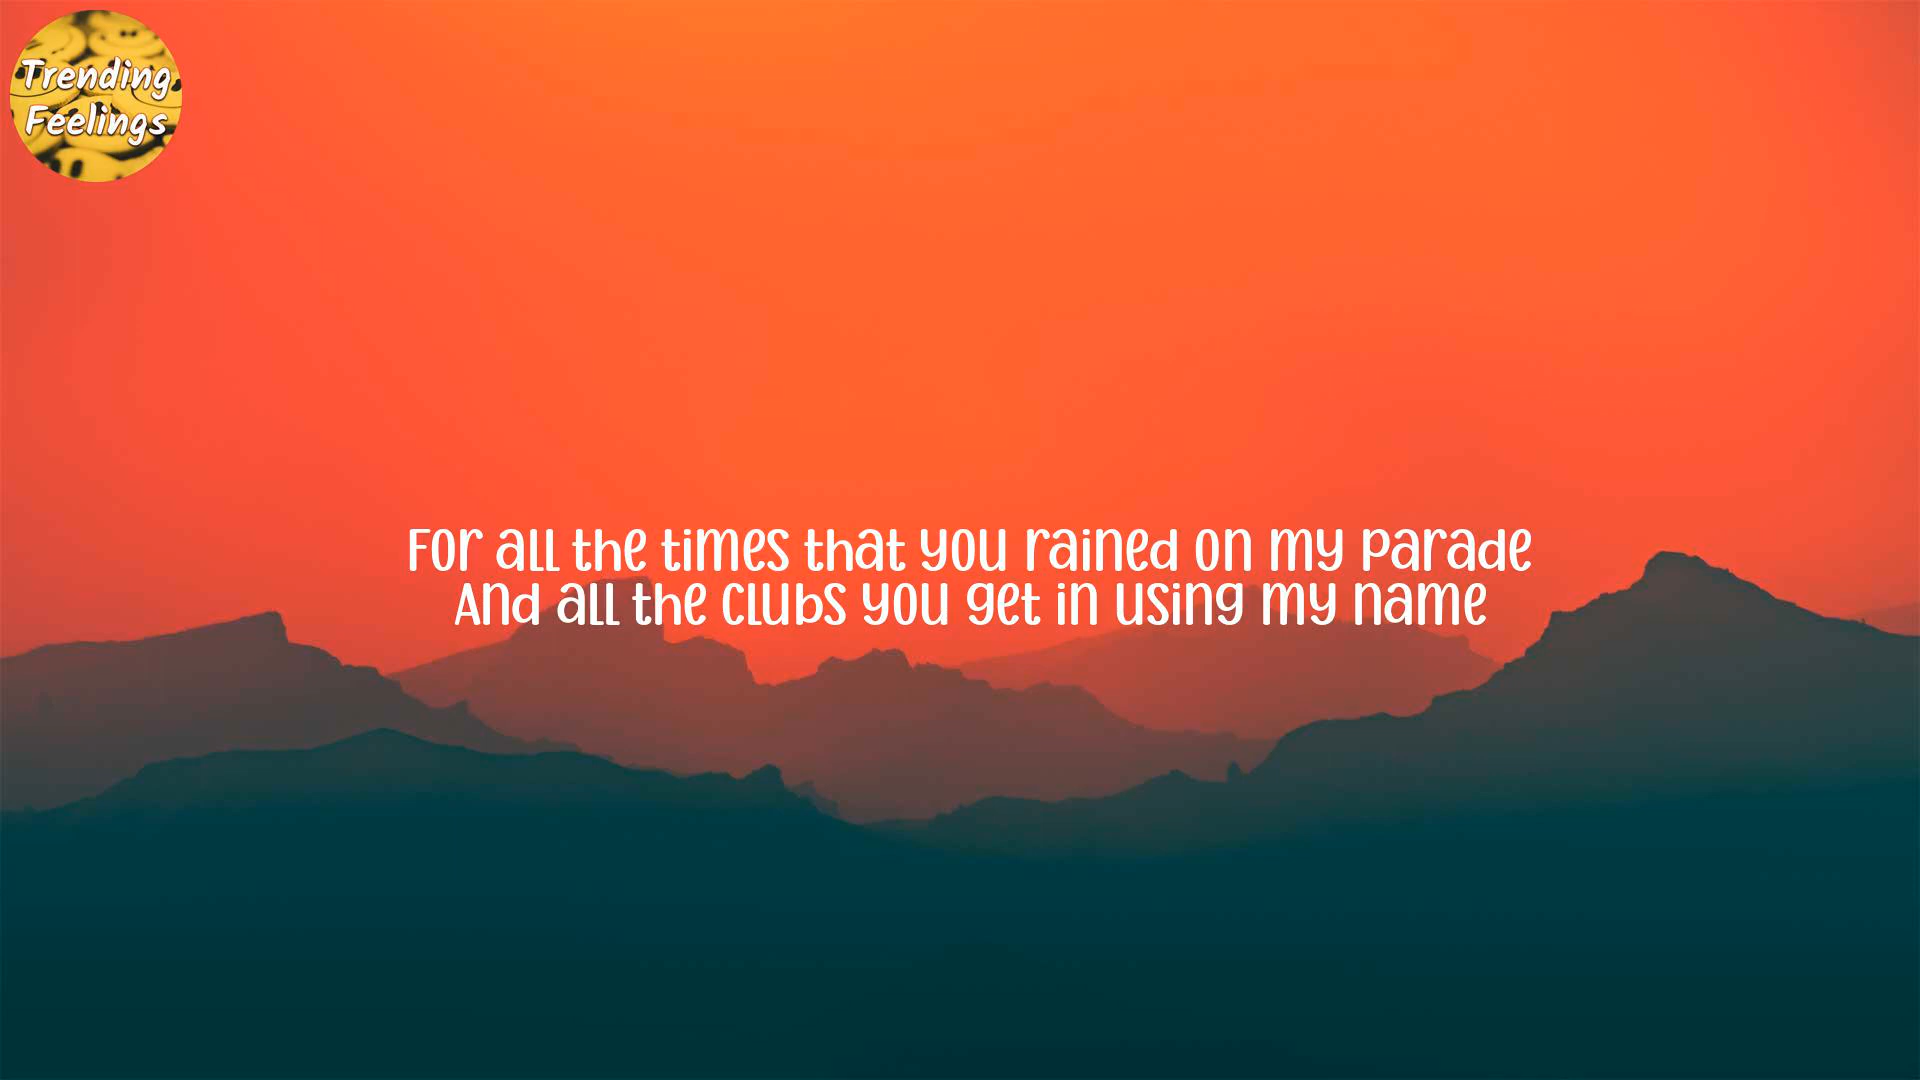 Trending
Feelings
For all the times that you rained on my parade
And all the clubs you get in using my name